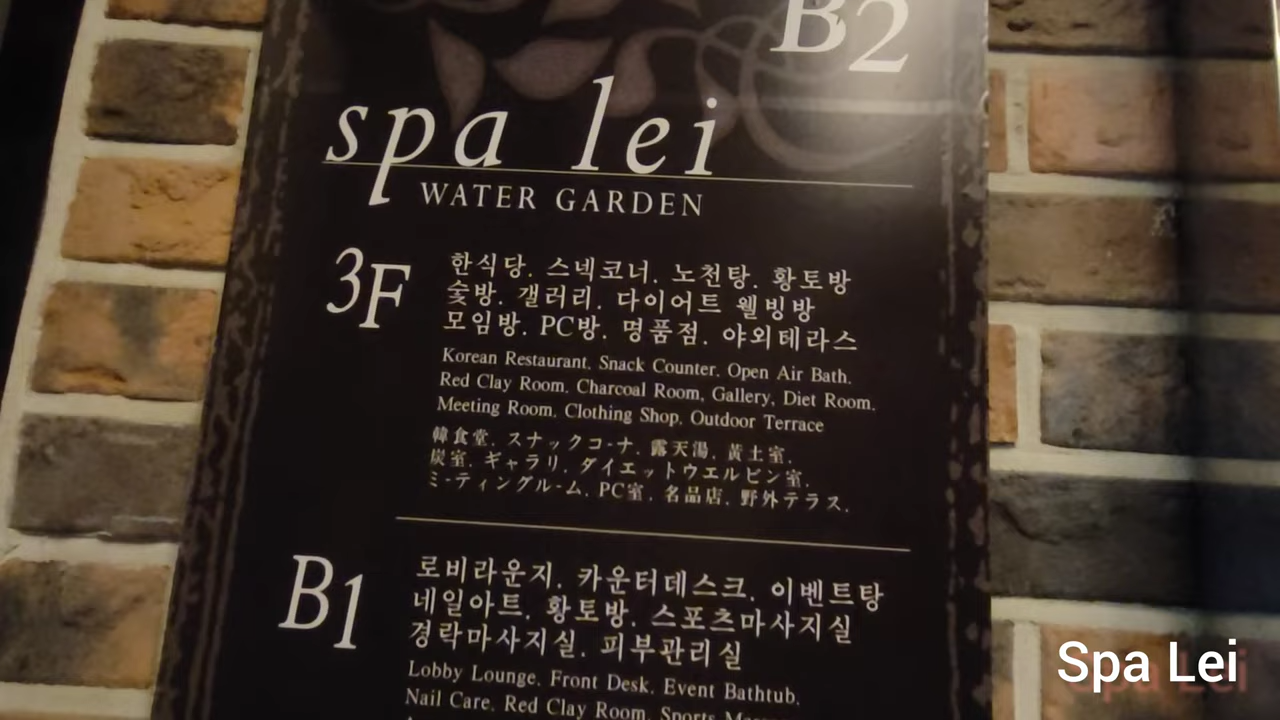 B2
spa lei
WATER GARDEN
3F
한식당. 스넥코너. 노천탕. 황토방
숯방. 갤러리. 다이어트 웰빙방
모임방. PC방. 명품점. 야외테라스
Korean Restaurant, Snack Counter, Open Air Bath,
Red Clay Room, Charcoal Room, Gallery, Diet Room,
Meeting Room, Clothing Shop, Outdoor Terrace
韓食堂, スナックコ-ナ, 露天湯, 黃土室,
炭室, ギャラリ, ダイエットウエルビン室,
ミ-ティングル-ム, PC室, 名品店, 野外テラス,
B1
로비라운지. 카운터데스크. 이벤트탕
네일아트. 황토방. 스포츠마사지실
경락마사지실. 피부관리실
Lobby Lounge, Front Desk, Event Bathtub,
Nail Care, Red Clay Room, Sports
Spa Lei